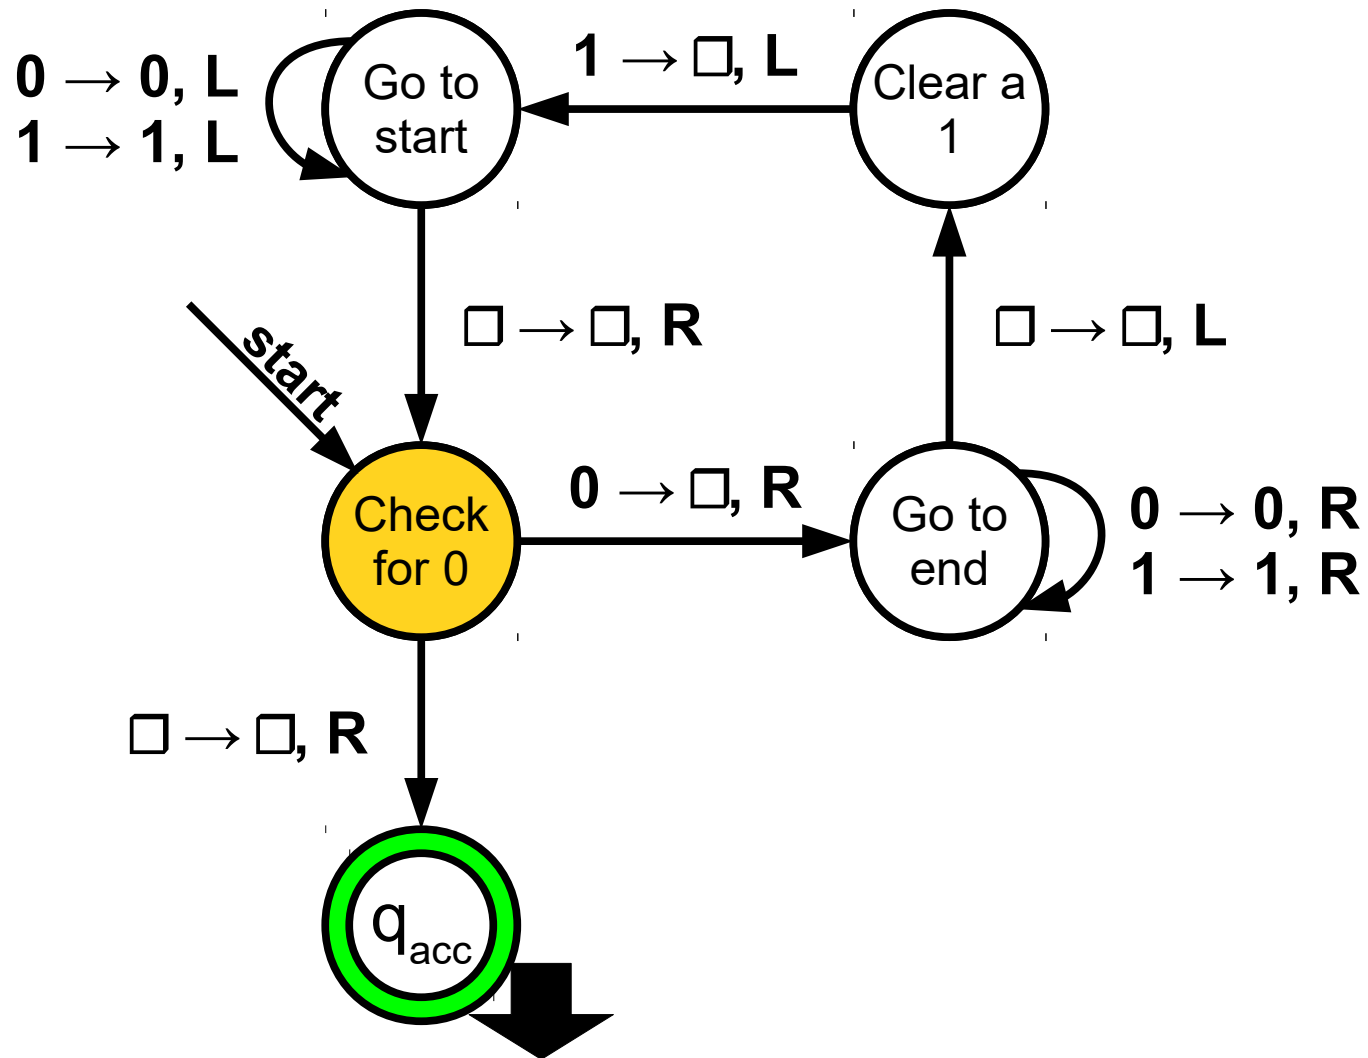 0 → 0, L
1 → 1, L
Go to
start
1 → □, L
Clear a
1
start
□ → □, R
□ → □, L
Check
for 0
0 → □, R
Go to
end
0 → 0, R
1 → 1, R
□ → □, R
qacc